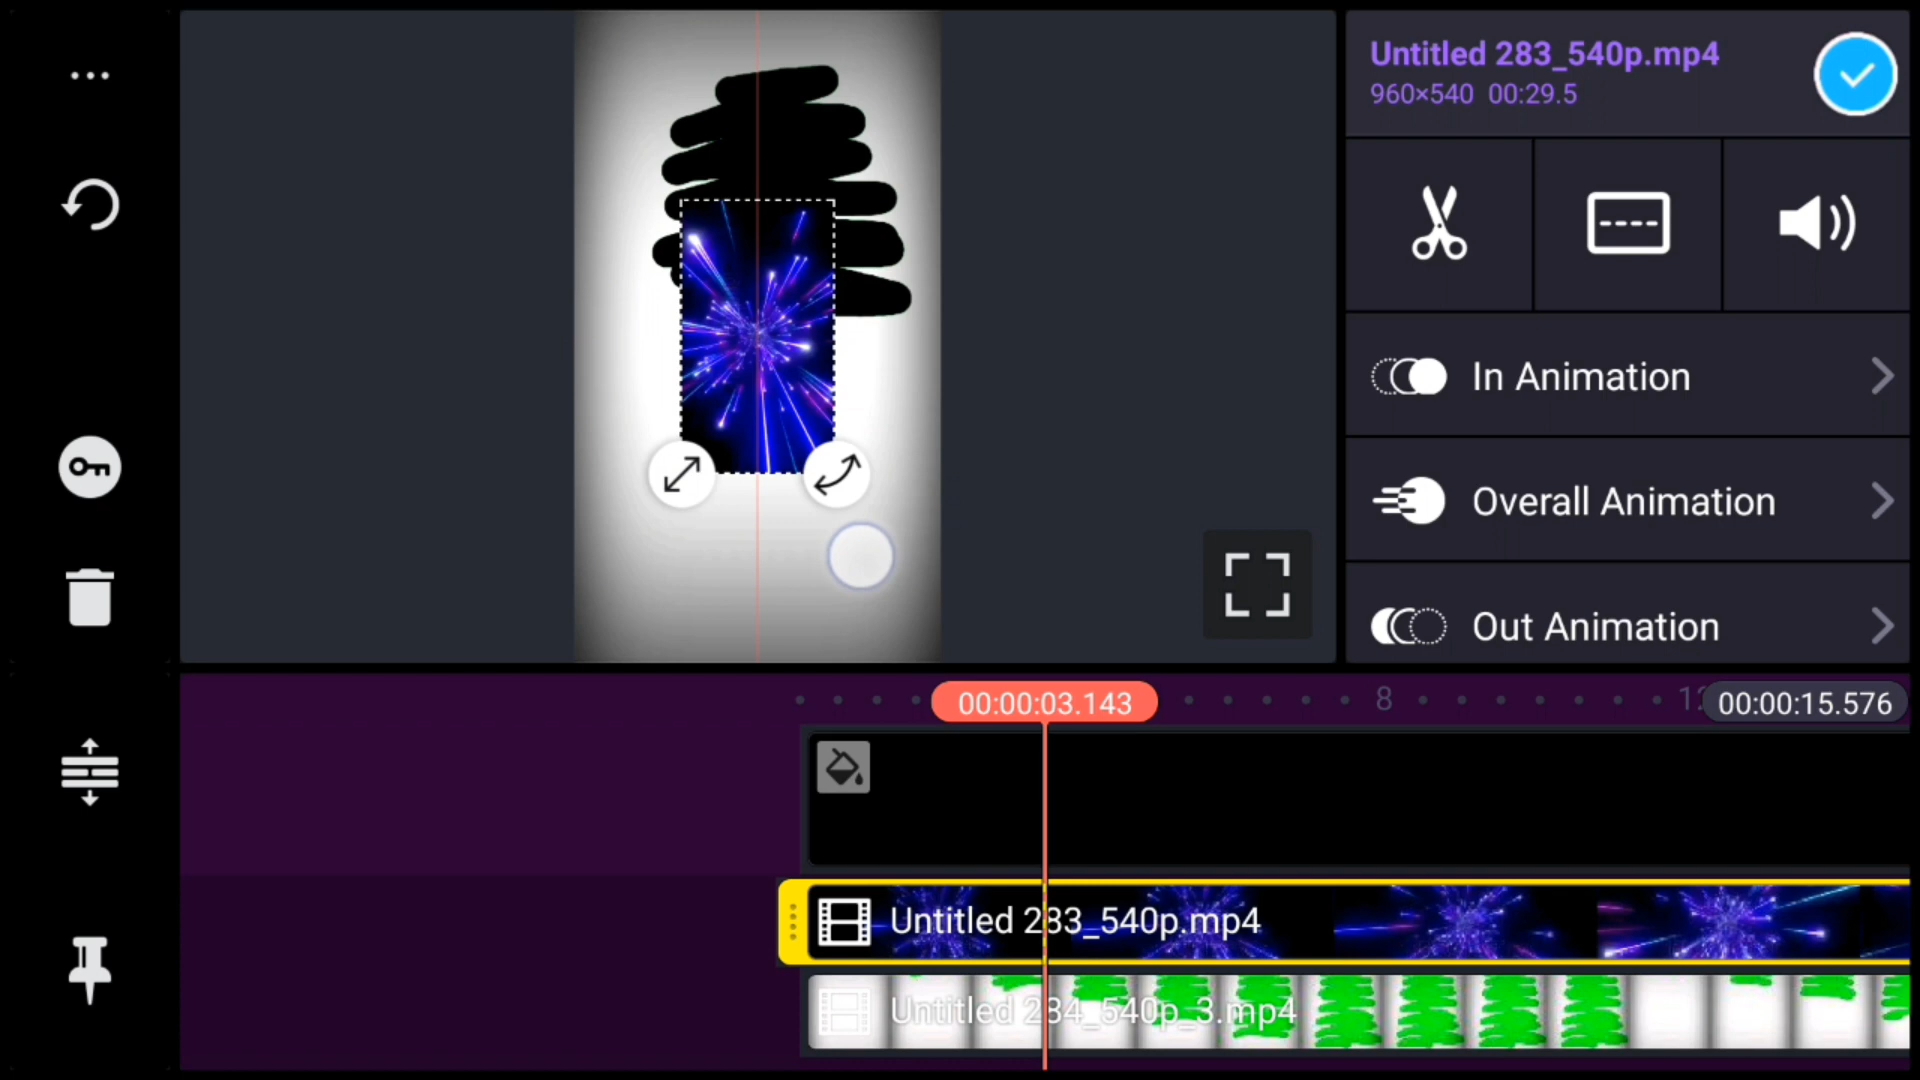 Untitled 283_540p.mp4
960×540 00:29.5
In Animation
Overall Animation
Out Animation
00:00:03.143
8
12
00:00:15.576
Untitled 283_540p.mp4
Untitled 284_540p_3.mp4